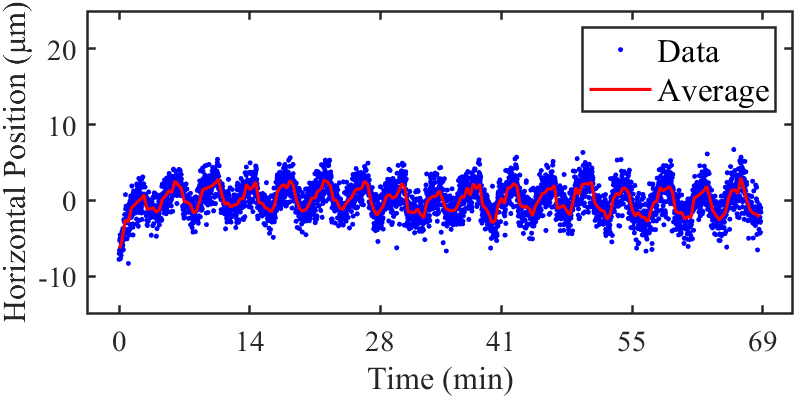 Horizontal Position (μm)
20
10
0
-10
Data
Average
0 14 28 41 55 69
Time (min)